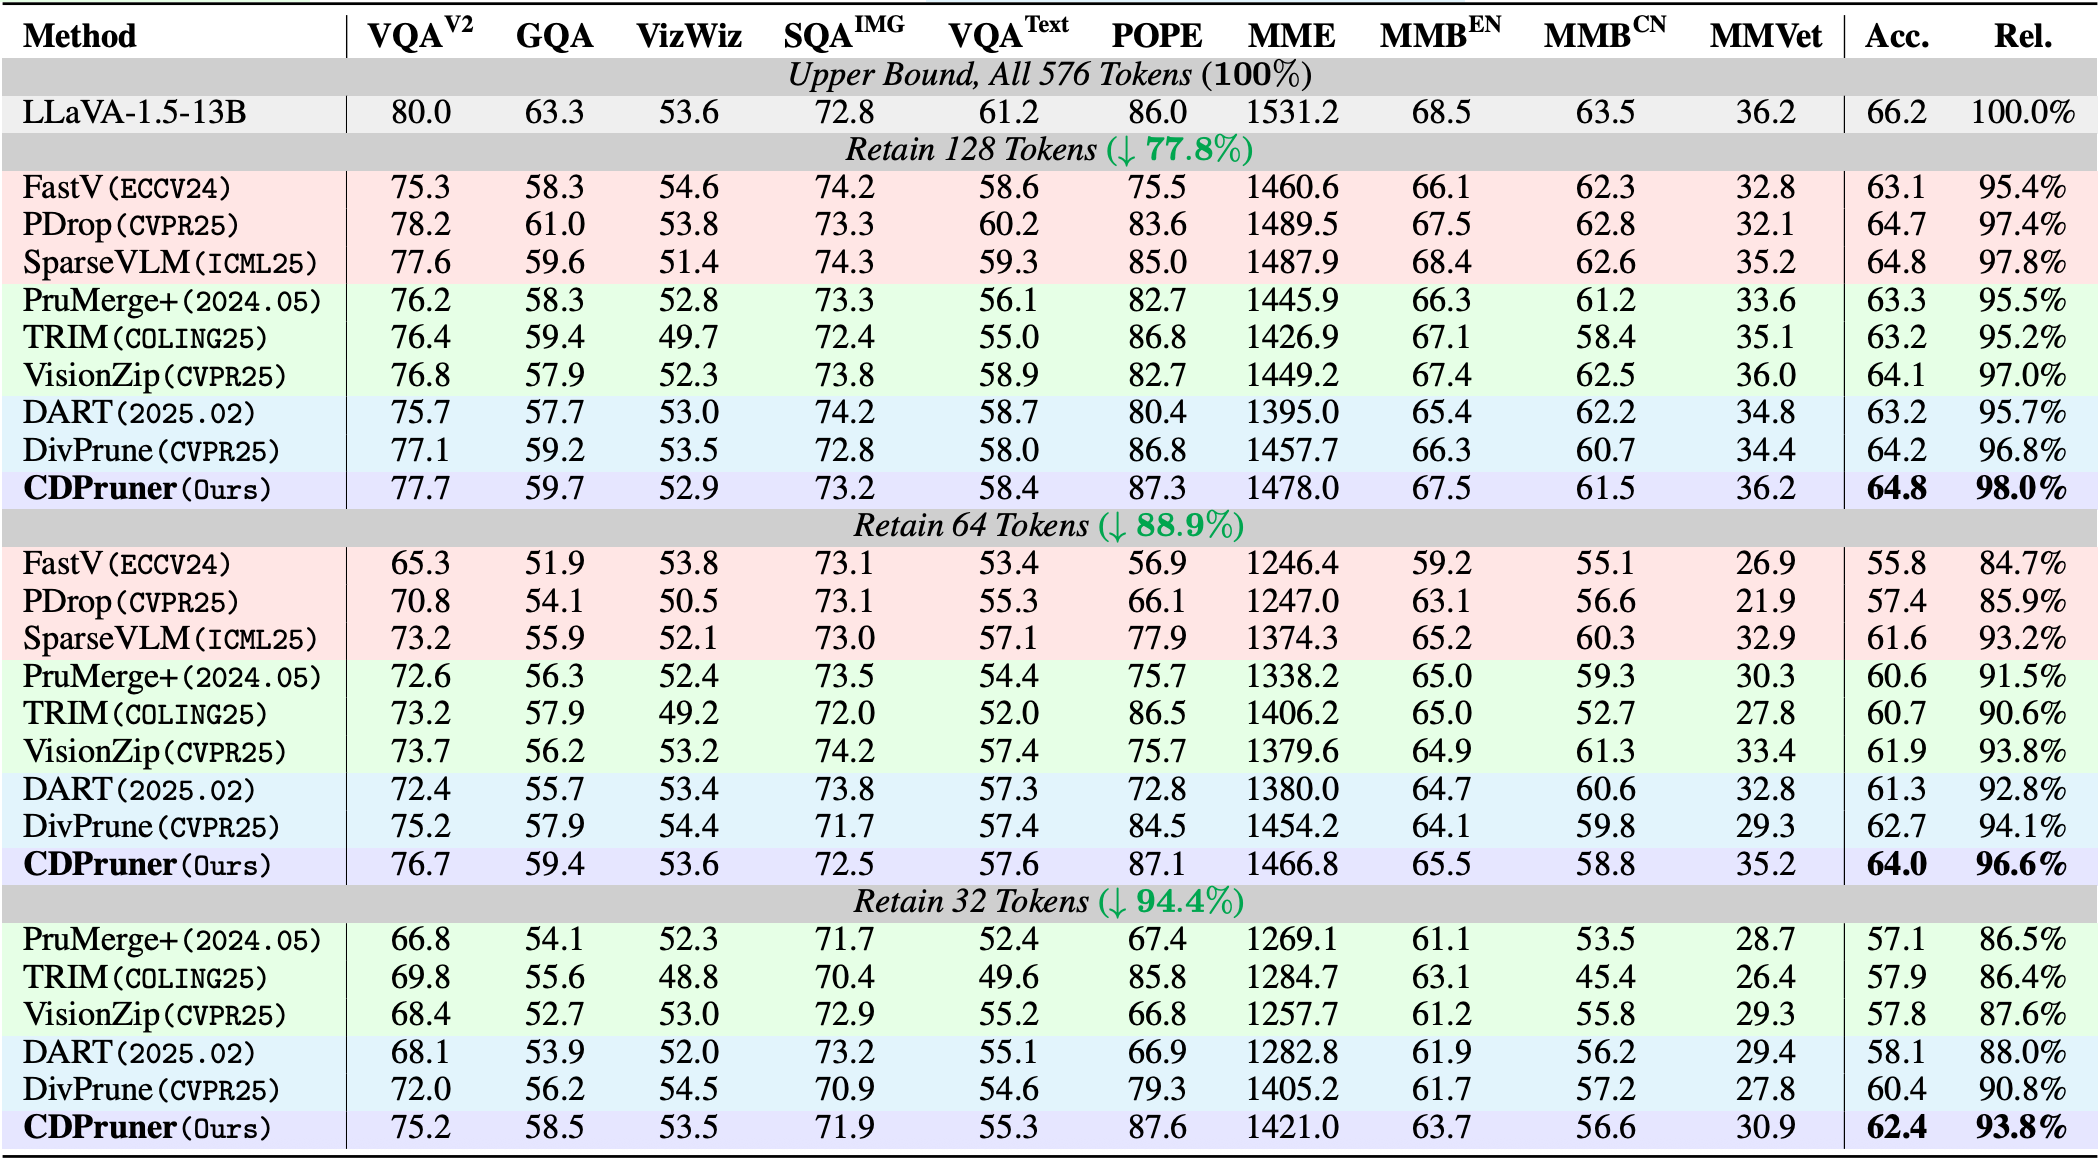 Method VQA^V2 GQA VizWiz SQA^IMG VQA^Text POPE MME MMB^EN MMB^CN MMVet Acc. Rel.
Upper Bound, All 576 Tokens (100%)
LLaVA-1.5-13B 80.0 63.3 53.6 72.8 61.2 86.0 1531.2 68.5 63.5 36.2 66.2 100.0%
Retain 128 Tokens (↓ 77.8%)
FastV (ECCV24) 75.3 58.3 54.6 74.2 58.6 75.5 1460.6 66.1 62.3 32.8 63.1 95.4%
PDrop (CVPR25) 78.2 61.0 53.8 73.3 60.2 83.6 1489.5 67.5 62.8 32.1 64.7 97.4%
SparseVLM (ICML25) 77.6 59.6 51.4 74.3 59.3 85.0 1487.9 68.4 62.6 35.2 64.8 97.8%
PruMerge+ (2024.05) 76.2 58.3 52.8 73.3 56.1 82.7 1445.9 66.3 61.2 33.6 63.3 95.5%
TRIM (COLING25) 76.4 59.4 49.7 72.4 55.0 86.8 1426.9 67.1 58.4 35.1 63.2 95.2%
VisionZip (CVPR25) 76.8 57.9 52.3 73.8 58.9 82.7 1449.2 67.4 62.5 36.0 64.1 97.0%
DART (2025.02) 75.7 57.7 53.0 74.2 58.7 80.4 1395.0 65.4 62.2 34.8 63.2 95.7%
DivPrune (CVPR25) 77.1 59.2 53.5 72.8 58.0 86.8 1457.7 66.3 60.7 34.4 64.2 96.8%
CDPruner (Ours) 77.7 59.7 52.9 73.2 58.4 87.3 1478.0 67.5 61.5 36.2 64.8 98.0%
Retain 64 Tokens (↓ 88.9%)
FastV (ECCV24) 65.3 51.9 53.8 73.1 53.4 56.9 1246.4 59.2 55.1 26.9 55.8 84.7%
PDrop (CVPR25) 70.8 54.1 50.5 73.1 55.3 66.1 1247.0 63.1 56.6 21.9 57.4 85.9%
SparseVLM (ICML25) 73.2 55.9 52.1 73.0 57.1 77.9 1374.3 65.2 60.3 32.9 61.6 93.2%
PruMerge+ (2024.05) 72.6 56.3 52.4 73.5 54.4 75.7 1338.2 65.0 59.3 30.3 60.6 91.5%
TRIM (COLING25) 73.2 57.9 49.2 72.0 52.0 86.5 1406.2 65.0 52.7 27.8 60.7 90.6%
VisionZip (CVPR25) 73.7 56.2 53.2 74.2 57.4 75.7 1379.6 64.9 61.3 33.4 61.9 93.8%
DART (2025.02) 72.4 55.7 53.4 73.8 57.3 72.8 1380.0 64.7 60.6 32.8 61.3 92.8%
DivPrune (CVPR25) 75.2 57.9 54.4 71.7 57.4 84.5 1454.2 64.1 59.8 29.3 62.7 94.1%
CDPruner (Ours) 76.7 59.4 53.6 72.5 57.6 87.1 1466.8 65.5 58.8 35.2 64.0 96.6%
Retain 32 Tokens (↓ 94.4%)
PruMerge+ (2024.05) 66.8 54.1 52.3 71.7 52.4 67.4 1269.1 61.1 53.5 28.7 57.1 86.5%
TRIM (COLING25) 69.8 55.6 48.8 70.4 49.6 85.8 1284.7 63.1 45.4 26.4 57.9 86.4%
VisionZip (CVPR25) 68.4 52.7 53.0 72.9 55.2 66.8 1257.7 61.2 55.8 29.3 57.8 87.6%
DART (2025.02) 68.1 53.9 52.0 73.2 55.1 66.9 1282.8 61.9 56.2 29.4 58.1 88.0%
DivPrune (CVPR25) 72.0 56.2 54.5 70.9 54.6 79.3 1405.2 61.7 57.2 27.8 60.4 90.8%
CDPruner (Ours) 75.2 58.5 53.5 71.9 55.3 87.6 1421.0 63.7 56.6 30.9 62.4 93.8%